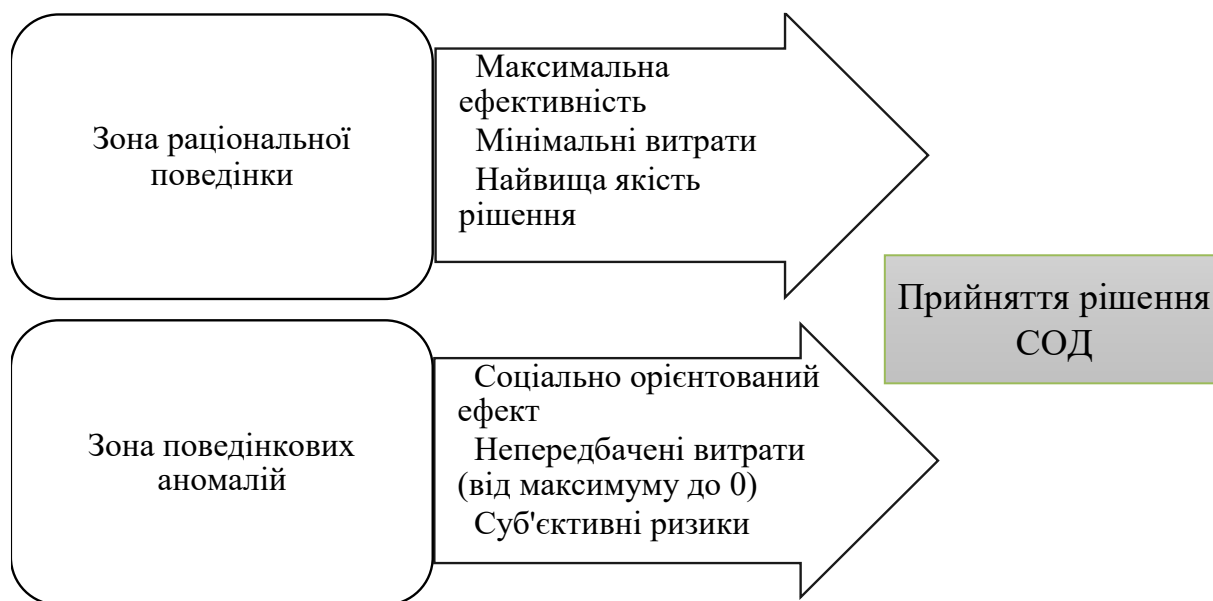 Зона раціональної
поведінки
Максимальна
ефективність
Мінімальні витрати
Найвища якість
рішення
Прийняття рішення
СОД
Зона поведінкових
аномалій
Соціально орієнтований
ефект
Непередбачені витрати
(від максимуму до 0)
Суб'єктивні ризики